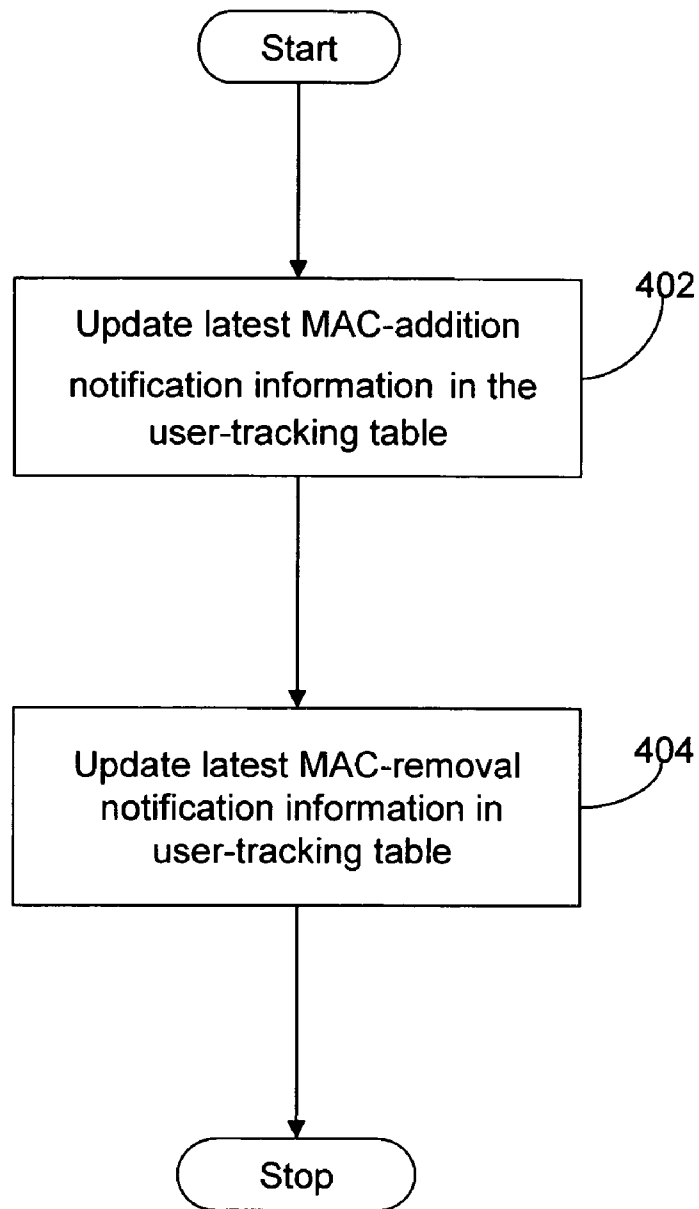 Start
402
Update latest MAC-addition
notification information in the
user-tracking table
404
Update latest MAC-removal
notification information in
user-tracking table
Stop